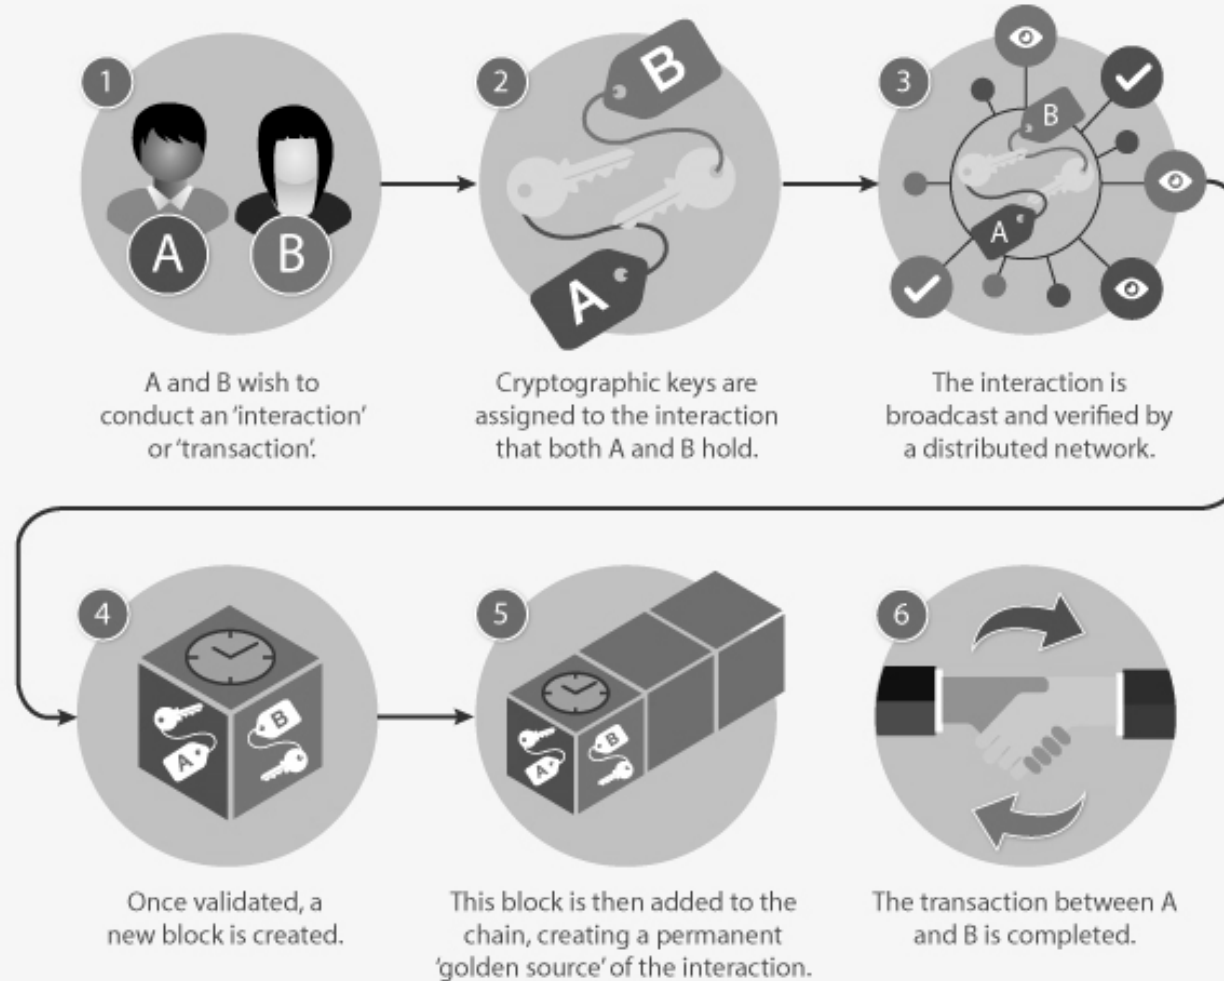 1
A
B
A and B wish to
conduct an ‘interaction’
or ‘transaction’.
2
B
A
Cryptographic keys are
assigned to the interaction
that both A and B hold.
3
B
A
The interaction is
broadcast and verified by
a distributed network.
4
A
B
Once validated, a
new block is created.
5
A
B
This block is then added to the
chain, creating a permanent
‘golden source’ of the interaction.
6
The transaction between A
and B is completed.